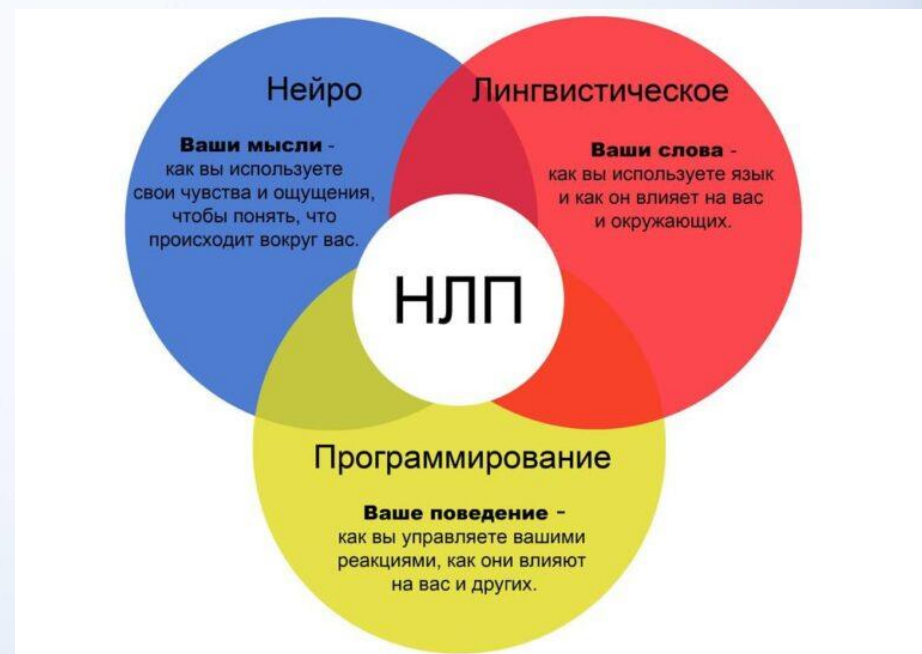 Нейро
Ваши мысли -
как вы используете
свои чувства и ощущения,
чтобы понять, что
происходит вокруг вас.
Лингвистическое
Ваши слова -
как вы используете язык
и как он влияет на вас
и окружающих.
НЛП
Программирование
Ваше поведение -
как вы управляете вашими
реакциями, как они влияют
на вас и других.